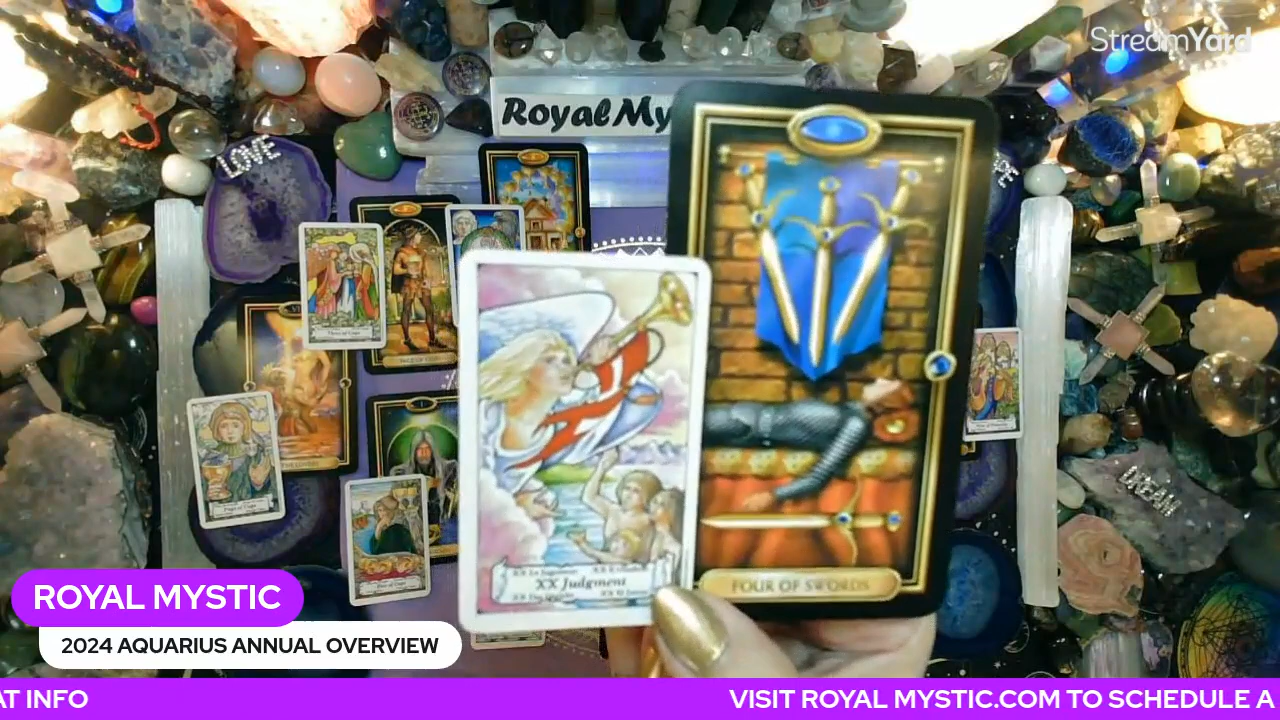 StreamYard
RoyalMy
LOVE
XX Judgment
FOUR OF SWORDS
DREAM
ROYAL MYSTIC
2024 AQUARIUS ANNUAL OVERVIEW
AT INFO
VISIT ROYAL MYSTIC.COM TO SCHEDULE A